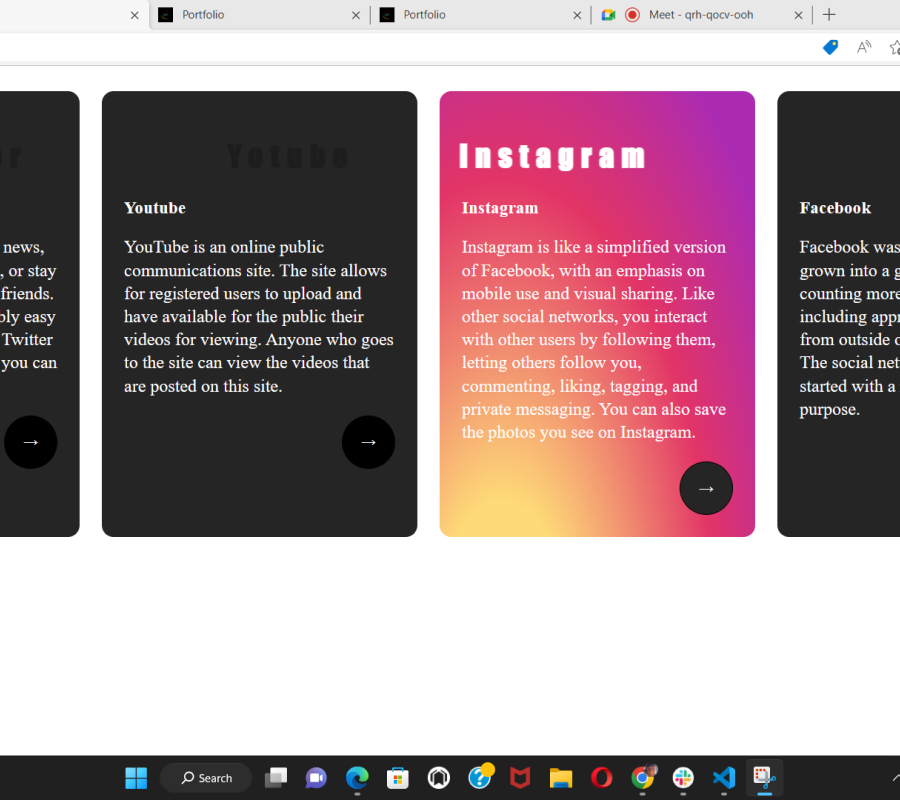 Portfolio
Portfolio
Meet - qrh-qocv-ooh
news,
, or stay
friends.
easy
Twitter
you can
Yotube
Youtube
YouTube is an online public
communications site. The site allows
for registered users to upload and
have available for the public their
videos for viewing. Anyone who goes
to the site can view the videos that
are posted on this site.
→
→
Instagram
Instagram
Instagram is like a simplified version
of Facebook, with an emphasis on
mobile use and visual sharing. Like
other social networks, you interact
with other users by following them,
letting others follow you,
commenting, liking, tagging, and
private messaging. You can also save
the photos you see on Instagram.
→
Facebook
Facebook was
grown into a
counting more
including
from outside
The social
started with a
purpose.
Search